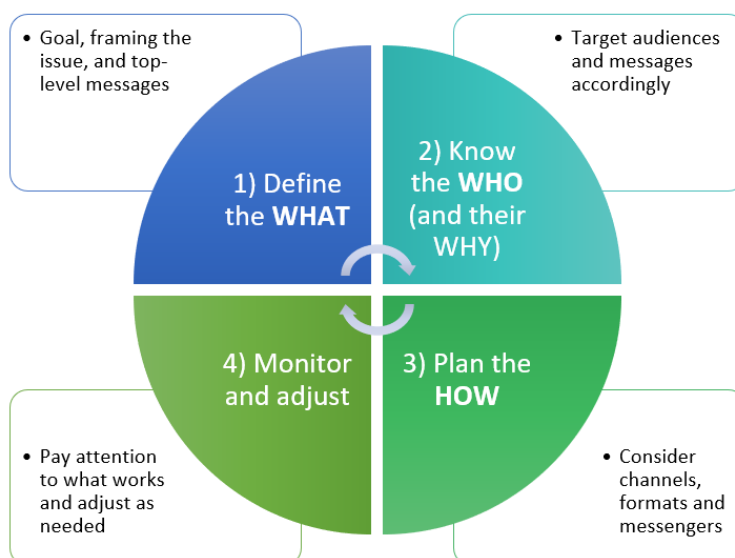 • Goal, framing the
issue, and top-
level messages
• Target audiences
and messages
accordingly
1) Define
the WHAT
2) Know
the WHO
(and their
WHY)
4) Monitor
and adjust
3) Plan the
HOW
• Pay attention
to what works
and adjust as
needed
• Consider
channels,
formats and
messengers